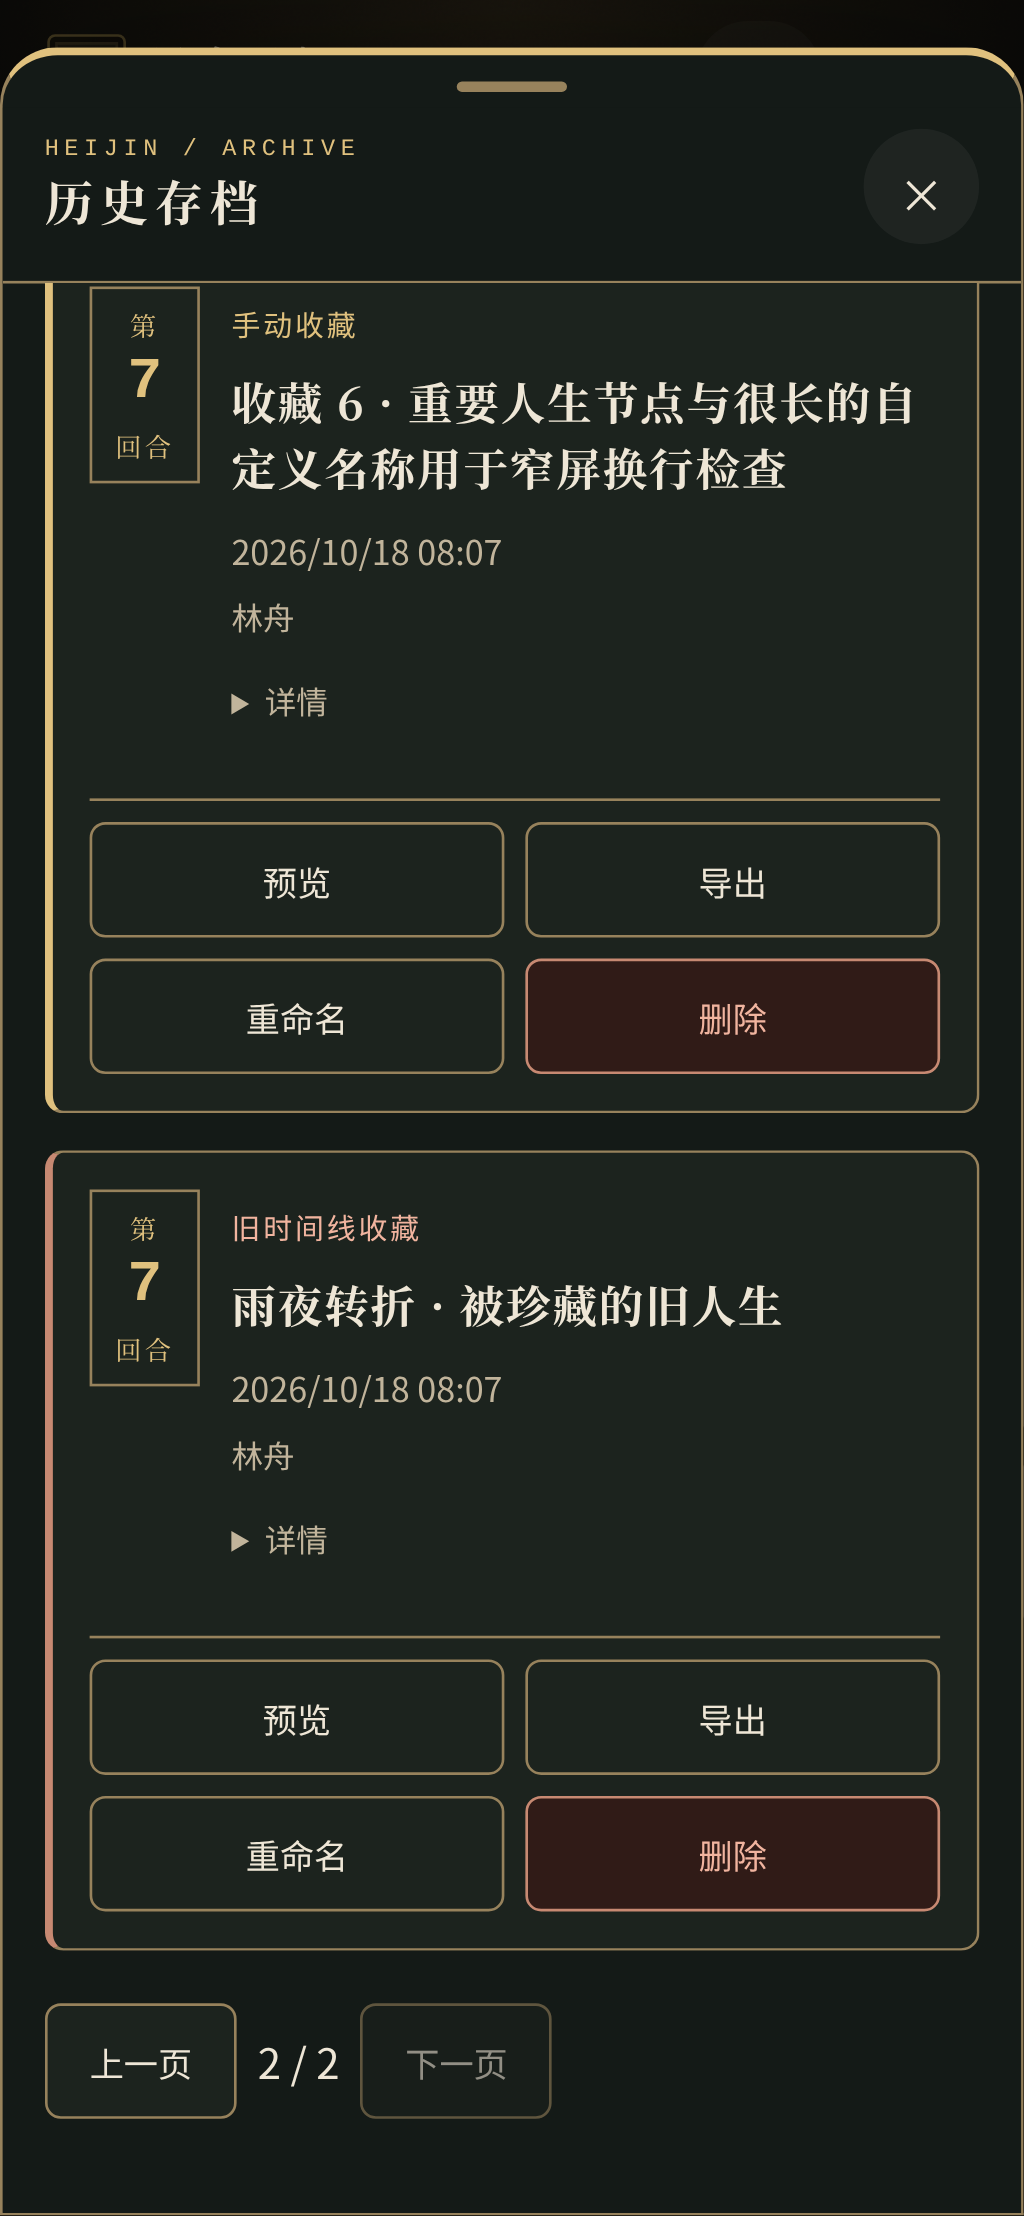 HEIJIN / ARCHIVE
历史存档
第
7
回合
手动收藏
收藏 6 · 重要人生节点与很长的自
定义名称用于窄屏换行检查
2026/10/18 08:07
林舟
▶ 详情
预览
导出
重命名
删除
第
7
回合
旧时间线收藏
雨夜转折 · 被珍藏的旧人生
2026/10/18 08:07
林舟
▶ 详情
预览
导出
重命名
删除
上一页
2 / 2
下一页